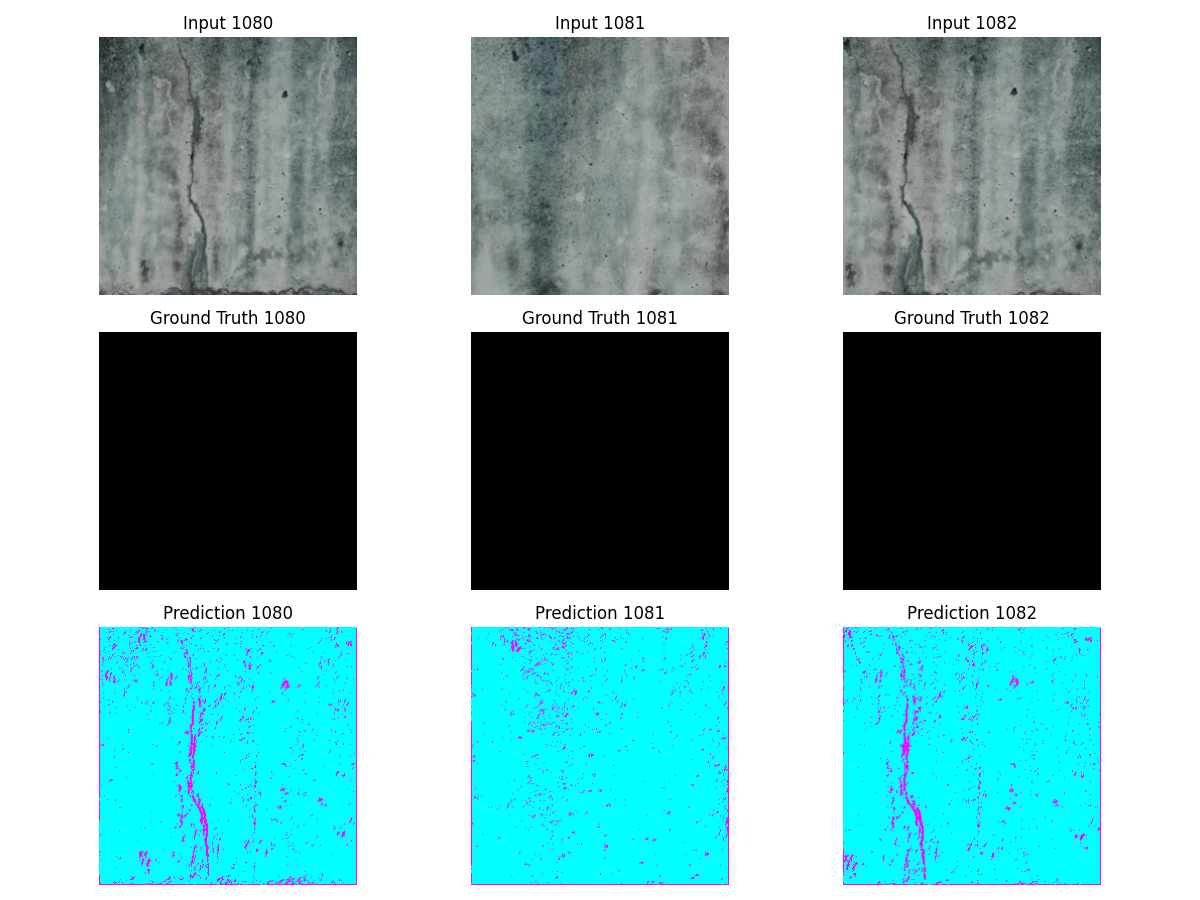 Input 1080
Input 1081
Input 1082
Ground Truth 1080
Ground Truth 1081
Ground Truth 1082
Prediction 1080
Prediction 1081
Prediction 1082